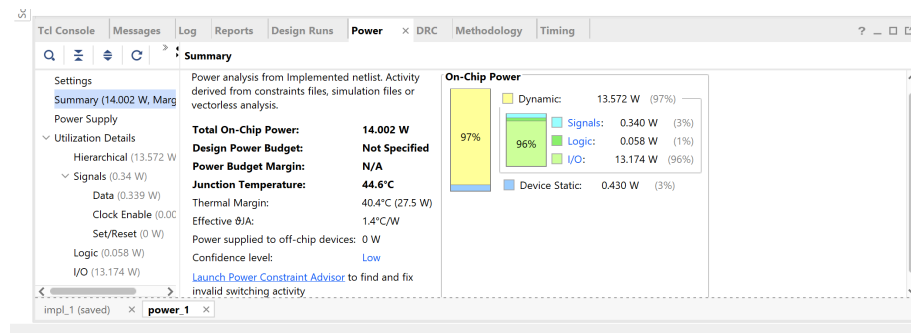 Tcl Console Messages Log Reports Design Runs Power × DRC Methodology Timing ? _
» Summary
Settings
Summary (14.002 W, Marg
Power Supply
Utilization Details
Hierarchical (13.572 W
Signals (0.34 W)
Data (0.339 W)
Clock Enable (0.00
Set/Reset (0 W)
Logic (0.058 W)
I/O (13.174 W)
Power analysis from Implemented netlist. Activity
derived from constraints files, simulation files or
vectorless analysis.
Total On-Chip Power: 14.002 W
Design Power Budget: Not Specified
Power Budget Margin: N/A
Junction Temperature: 44.6°C
Thermal Margin: 40.4°C (27.5 W)
Effective ϑJA: 1.4°C/W
Power supplied to off-chip devices: 0 W
Confidence level: Low
Launch Power Constraint Advisor to find and fix
invalid switching activity
On-Chip Power
Dynamic: 13.572 W (97%)
Signals: 0.340 W (3%)
97%
96%
Logic: 0.058 W (1%)
I/O: 13.174 W (96%)
Device Static: 0.430 W (3%)
impl_1 (saved) × power_1 ×